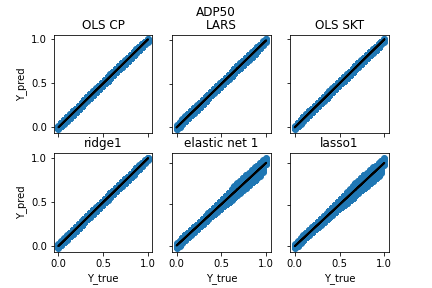 ADP50
OLS CP LARS OLS SKT
1.0
0.5
0.0
Y_pred
ridge1 elastic net 1 lasso1
1.0
0.5
0.0
Y_pred
0.0 0.5 1.0 0.0 0.5 1.0 0.0 0.5 1.0
Y_true Y_true Y_true